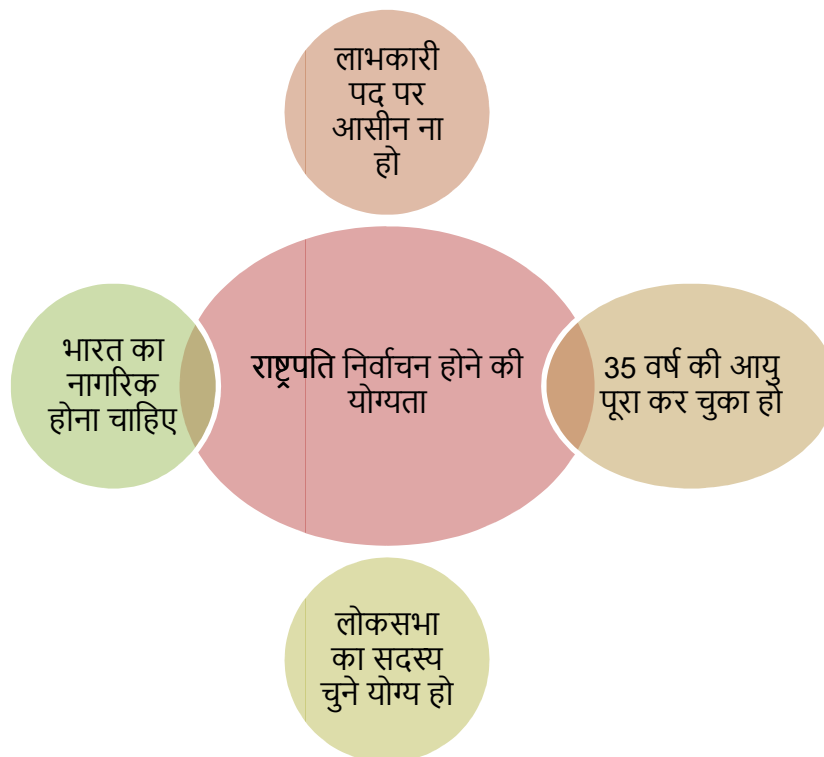 लाभकारी
पद पर
आसीन ना
हो
भारत का
नागरिक
होना चाहिए
राष्ट्रपति निर्वाचन होने की
योग्यता
35 वर्ष की आयु
पूरा कर चुका हो
लोकसभा
का सदस्य
चुने योग्य हो